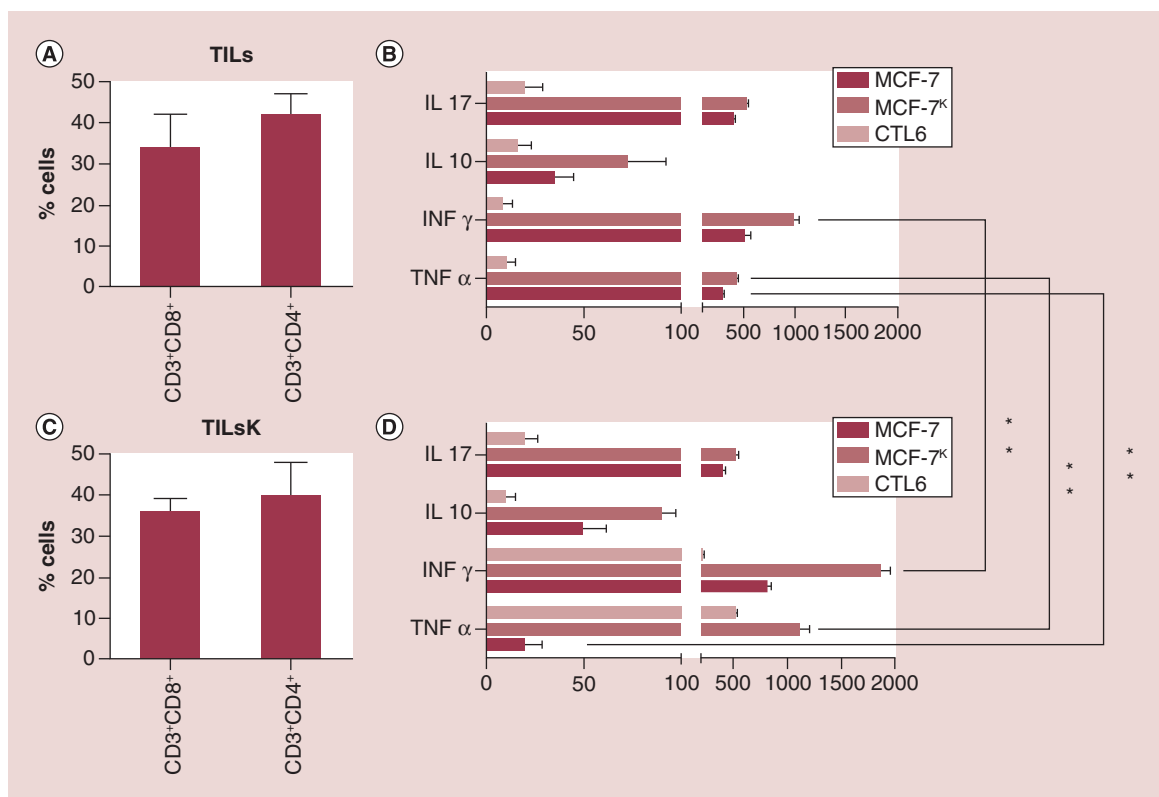 A
TILs
% cells
50
40
30
20
10
0
CD3⁺CD8⁺
CD3⁺CD4⁺
B
MCF-7
MCF-7ᴷ
CTL6
IL 17
IL 10
INF γ
TNF α
0 50 100 500 1000 1500 2000
C
TILsK
% cells
50
40
30
20
10
0
CD3⁺CD8⁺
CD3⁺CD4⁺
D
MCF-7
MCF-7ᴷ
CTL6
IL 17
IL 10
INF γ
TNF α
0 50 100 500 1000 1500 2000
* *
* *
* *